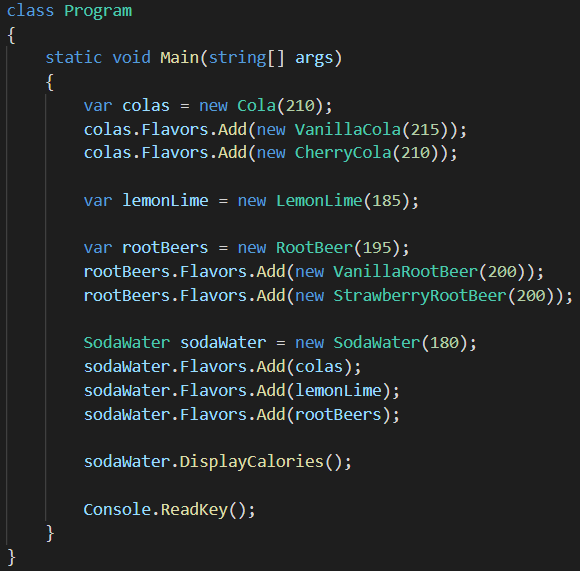 class Program
{
    static void Main(string[] args)
    {
        var colas = new Cola(210);
        colas.Flavors.Add(new VanillaCola(215));
        colas.Flavors.Add(new CherryCola(210));

        var lemonLime = new LemonLime(185);

        var rootBeers = new RootBeer(195);
        rootBeers.Flavors.Add(new VanillaRootBeer(200));
        rootBeers.Flavors.Add(new StrawberryRootBeer(200));

        SodaWater sodaWater = new SodaWater(180);
        sodaWater.Flavors.Add(colas);
        sodaWater.Flavors.Add(lemonLime);
        sodaWater.Flavors.Add(rootBeers);

        sodaWater.DisplayCalories();

        Console.ReadKey();
    }
}